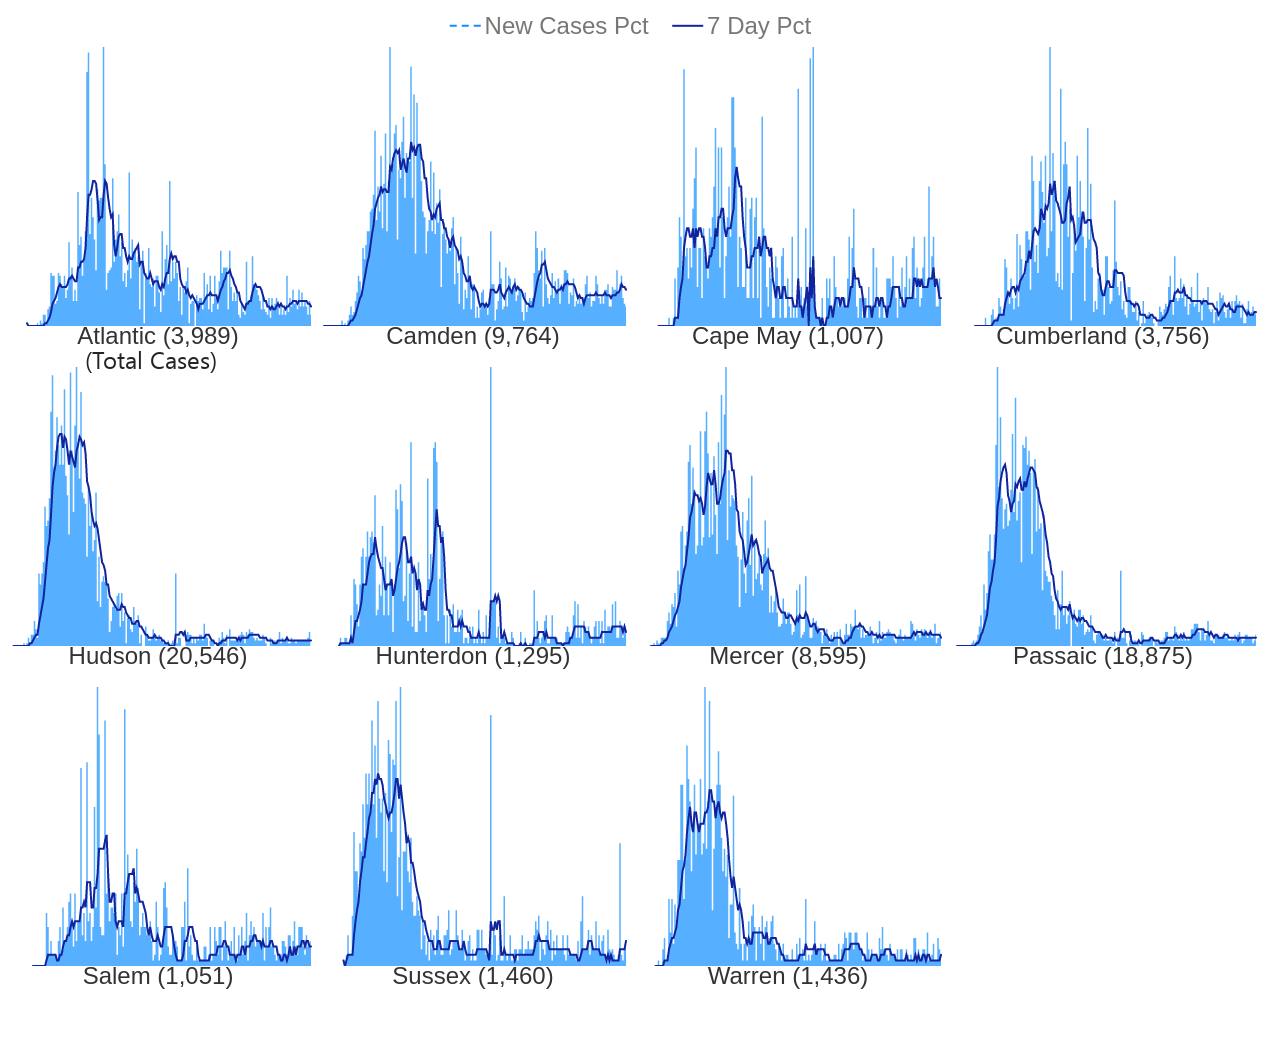 New Cases Pct 7 Day Pct
Atlantic (3,989) Camden (9,764) Cape May (1,007) Cumberland (3,756)
(Total Cases)
Hudson (20,546) Hunterdon (1,295) Mercer (8,595) Passaic (18,875)
Salem (1,051) Sussex (1,460) Warren (1,436)